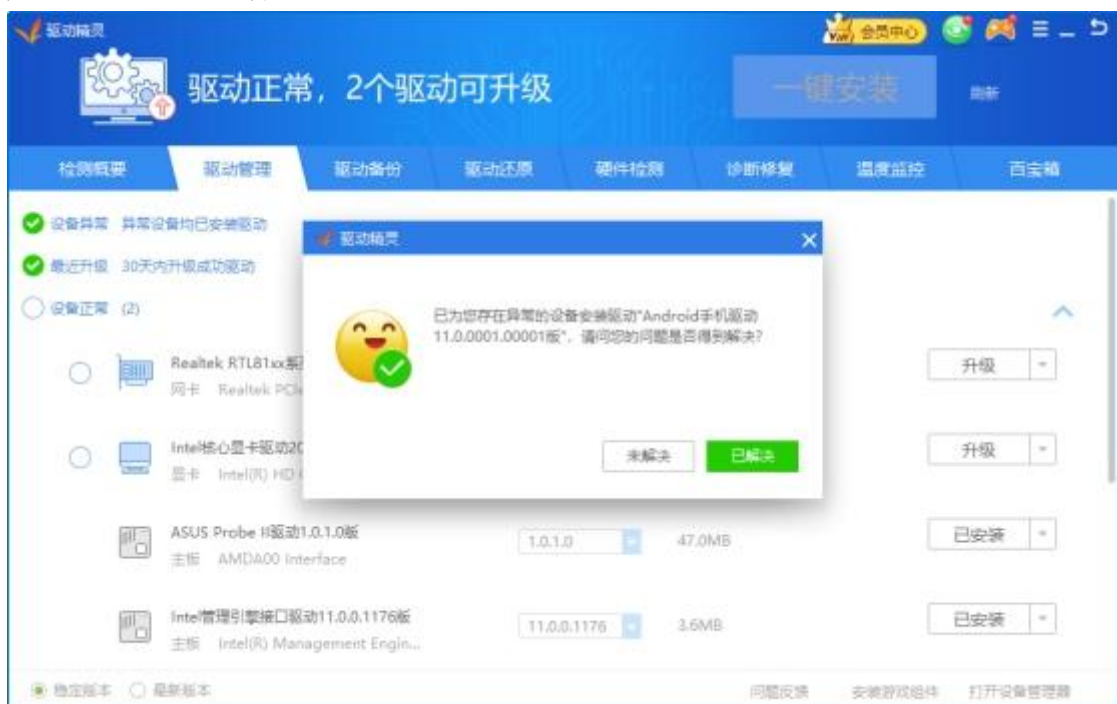 驱动精灵
会员中心
驱动正常，2个驱动可升级
一键安装
刷新
检测概要 驱动管理 驱动备份 驱动还原 硬件检测 诊断修复 温度监控 百宝箱
设备异常 异常设备均已安装驱动
最近升级 30天内升级成功驱动
设备正常 (2)
驱动精灵
已为您存在异常的设备安装驱动"Android手机驱动
11.0.0001.00001版"，请问您的问题是否得到解决？
未解决 已解决
Realtek RTL81xx系
升级
网卡 Realtek PCIe
Intel核心显卡驱动20
升级
显卡 Intel(R) HD
ASUS Probe II驱动1.0.1.0版
主板 AMDA00 Interface
1.0.1.0 47.0MB 已安装
Intel管理引擎接口驱动11.0.0.1176版
主板 Intel(R) Management Engin...
11.0.0.1176 3.6MB 已安装
稳定版本 最新版本 问题反馈 安装游戏组件 打开设备管理器